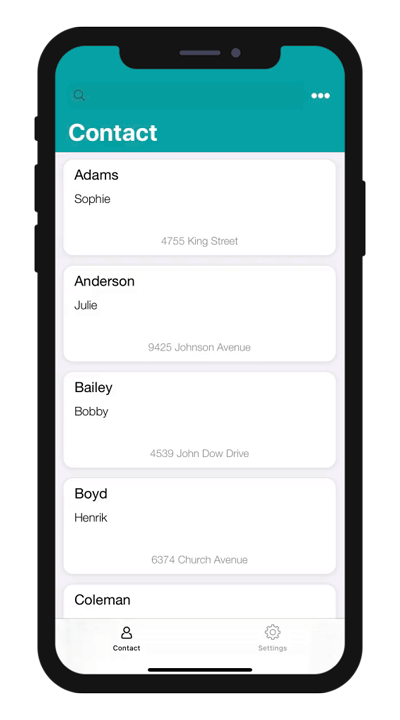 Contact
Adams
Sophie
4755 King Street
Anderson
Julie
9425 Johnson Avenue
Bailey
Bobby
4539 John Dow Drive
Boyd
Henrik
6374 Church Avenue
Coleman
Contact
Settings